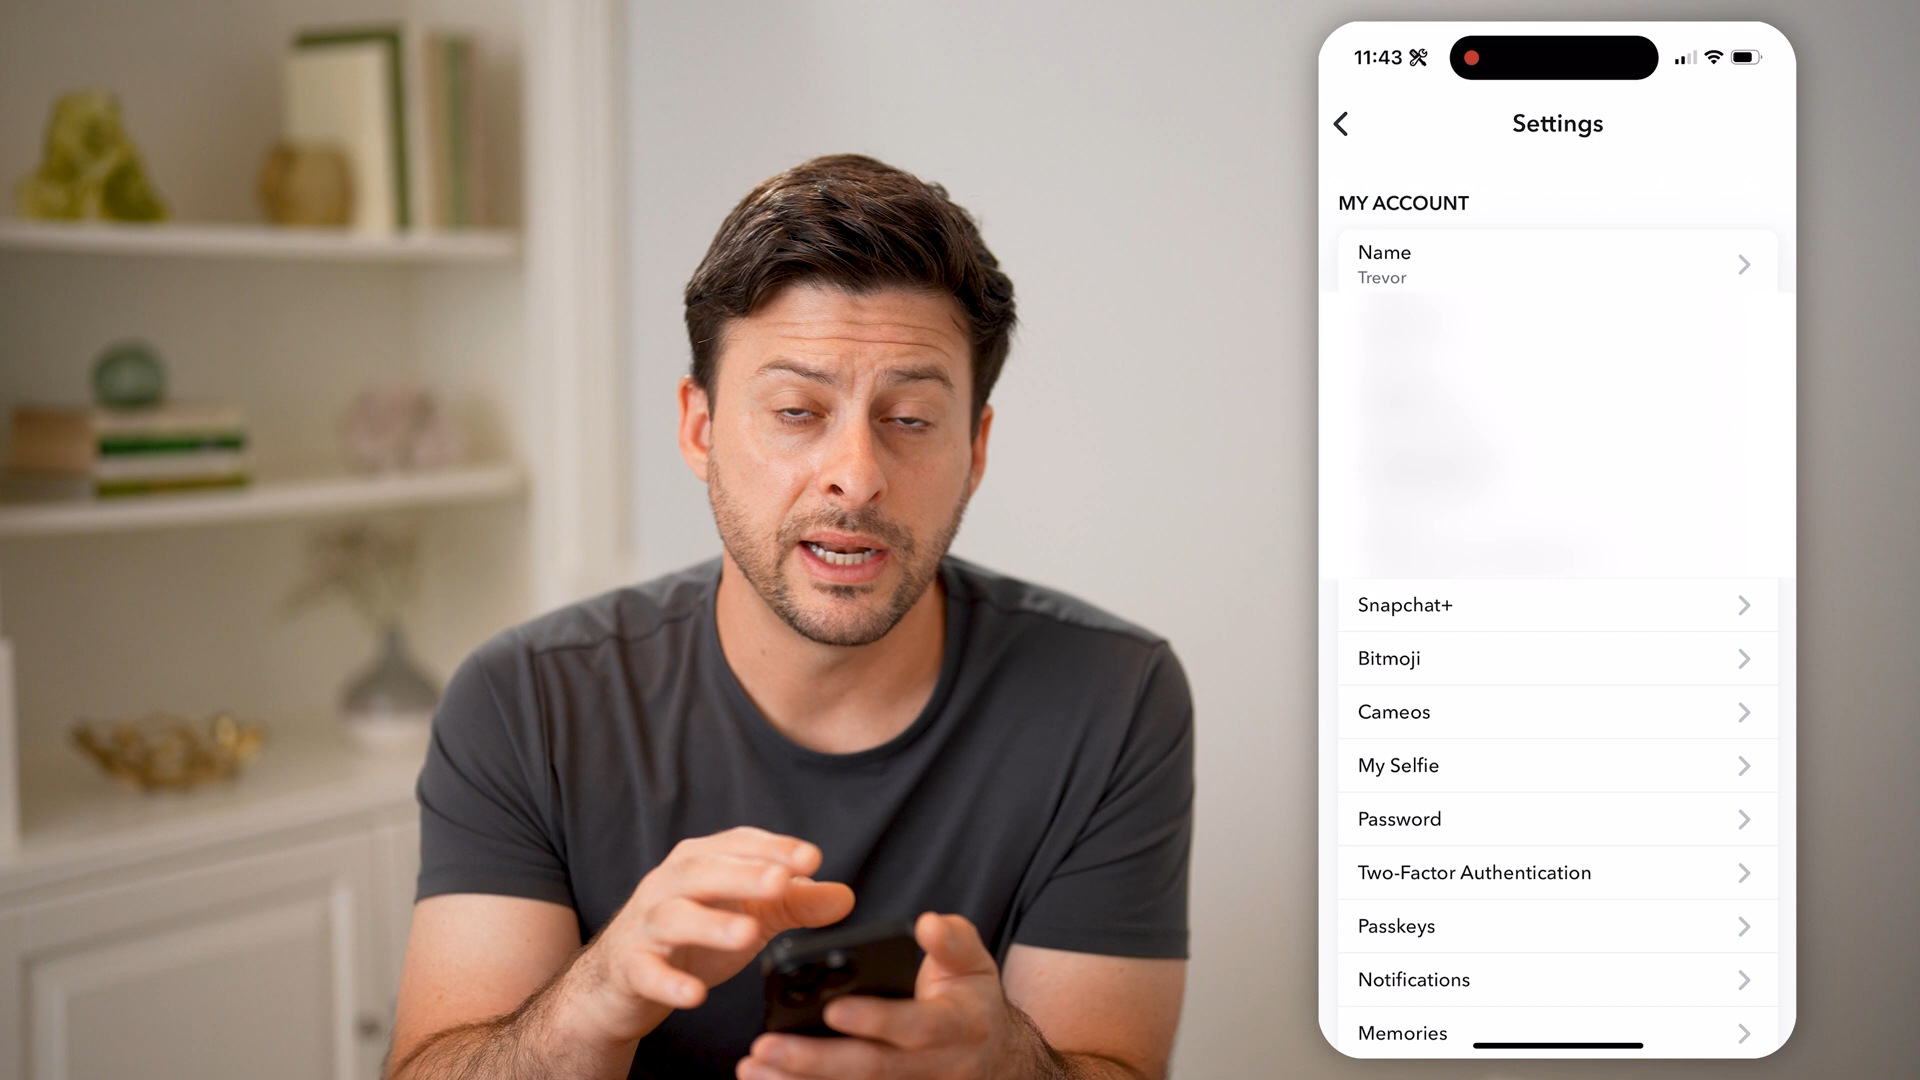 11:43
Settings
MY ACCOUNT
Name
Trevor
Snapchat+
Bitmoji
Cameos
My Selfie
Password
Two-Factor Authentication
Passkeys
Notifications
Memories